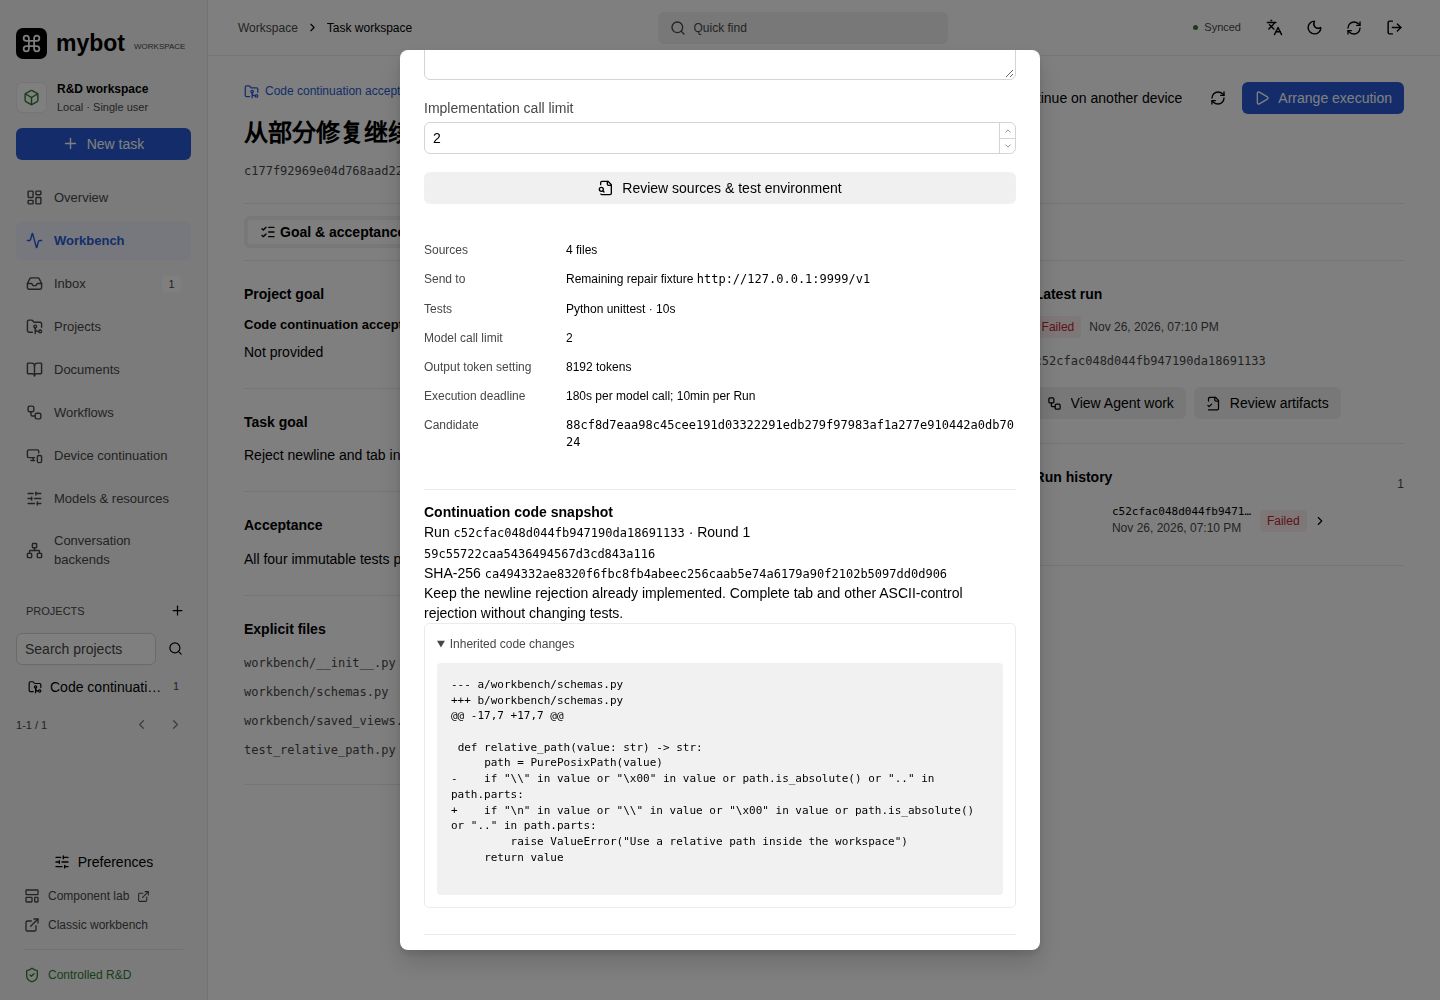 mybot WORKSPACE
R&D workspace
Local · Single user
New task
Overview
Workbench
Inbox 1
Projects
Documents
Workflows
Device continuation
Models & resources
Conversation
backends
PROJECTS
Search projects
Code continuati… 1
1-1 / 1
Preferences
Component lab
Classic workbench
Controlled R&D
Workspace Task workspace
Quick find
Synced
Code continuation accept
从部分修复继续
c177f92969e04d768aad22
on another device
Arrange execution
Goal & acceptance
Project goal
Code continuation accept
Not provided
Task goal
Reject newline and tab in
Acceptance
All four immutable tests p
Explicit files
workbench/__init__.py
workbench/schemas.py
workbench/saved_views.
test_relative_path.py
Implementation call limit
2
Review sources & test environment
Sources 4 files
Send to Remaining repair fixture http://127.0.0.1:9999/v1
Tests Python unittest · 10s
Model call limit 2
Output token setting 8192 tokens
Execution deadline 180s per model call; 10min per Run
Candidate 88cf8d7eaa98c45cee191d03322291edb279f97983af1a277e910442a0db70
24
Continuation code snapshot
Run c52cfac048d044fb947190da18691133 · Round 1
59c55722caa5436494567d3cd843a116
SHA-256 ca494332ae8320f6fbc8fb4abeec256caab5e74a6179a90f2102b5097dd0d906
Keep the newline rejection already implemented. Complete tab and other ASCII-control
rejection without changing tests.
Inherited code changes
--- a/workbench/schemas.py
+++ b/workbench/schemas.py
@@ -17,7 +17,7 @@
def relative_path(value: str) -> str:
path = PurePosixPath(value)
- if "\\" in value or "\x00" in value or path.is_absolute() or ".." in
path.parts:
+ if "\n" in value or "\\" in value or "\x00" in value or path.is_absolute()
or ".." in path.parts:
raise ValueError("Use a relative path inside the workspace")
return value
Latest run
Failed Nov 26, 2026, 07:10 PM
c52cfac048d044fb947190da18691133
View Agent work
Review artifacts
Run history 1
c52cfac048d044fb9471…
Nov 26, 2026, 07:10 PM
Failed